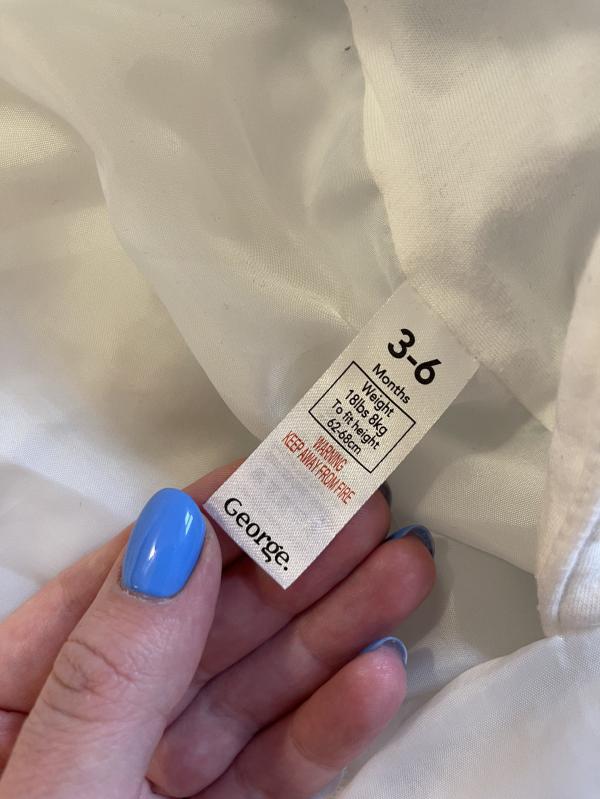 3-6
Months
Weight
18lbs 8kg
To fit height
62-68cm
WARNING
KEEP AWAY FROM FIRE
George.